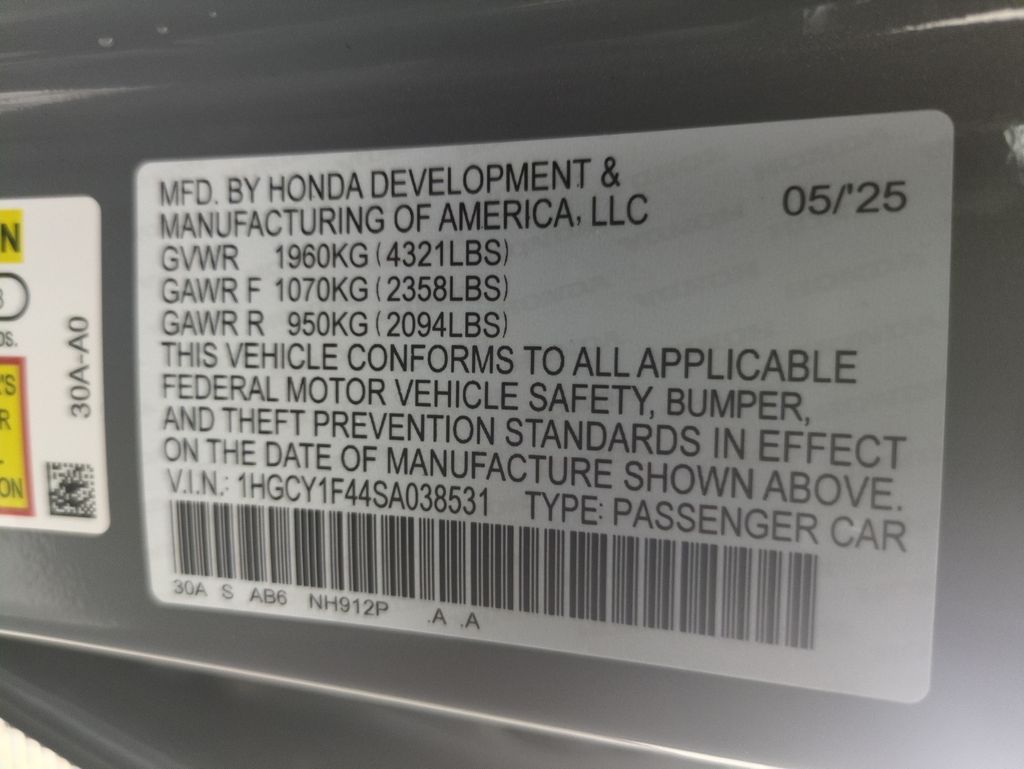 MFD. BY HONDA DEVELOPMENT &
MANUFACTURING OF AMERICA, LLC
05/'25
GVWR 1960KG (4321LBS)
GAWR F 1070KG (2358LBS)
GAWR R 950KG (2094LBS)
THIS VEHICLE CONFORMS TO ALL APPLICABLE
FEDERAL MOTOR VEHICLE SAFETY, BUMPER,
AND THEFT PREVENTION STANDARDS IN EFFECT
ON THE DATE OF MANUFACTURE SHOWN ABOVE.
V.I.N.: 1HGCY1F44SA038531 TYPE: PASSENGER CAR
30A S AB6 NH912P .A .A
30A-A0